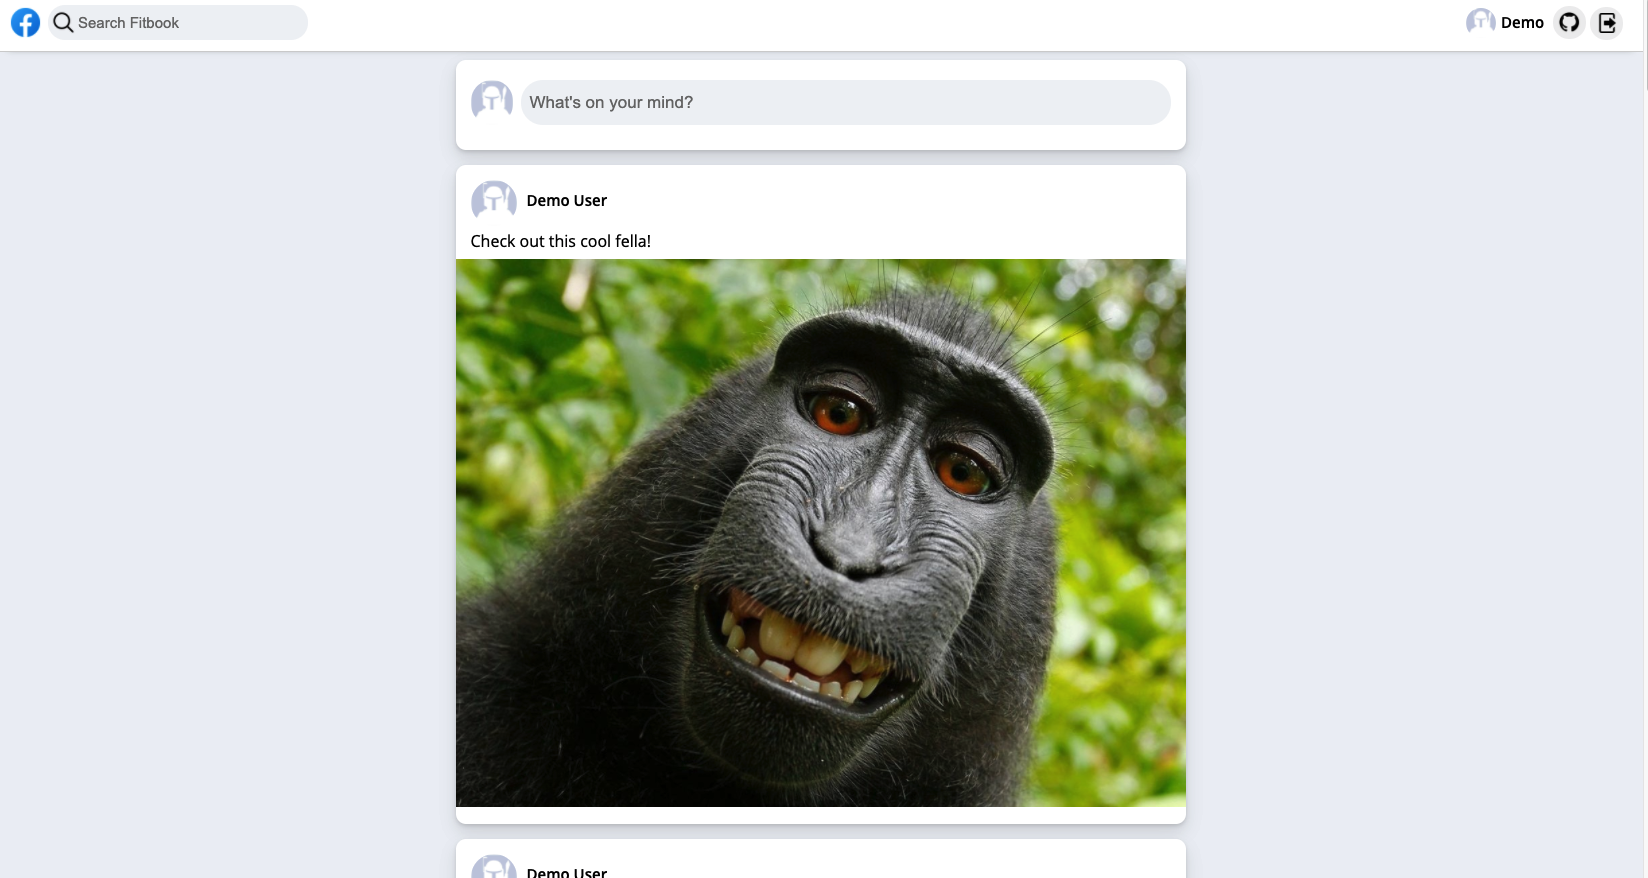 Search Fitbook
Demo
What's on your mind?
Demo User
Check out this cool fella!
Demo User